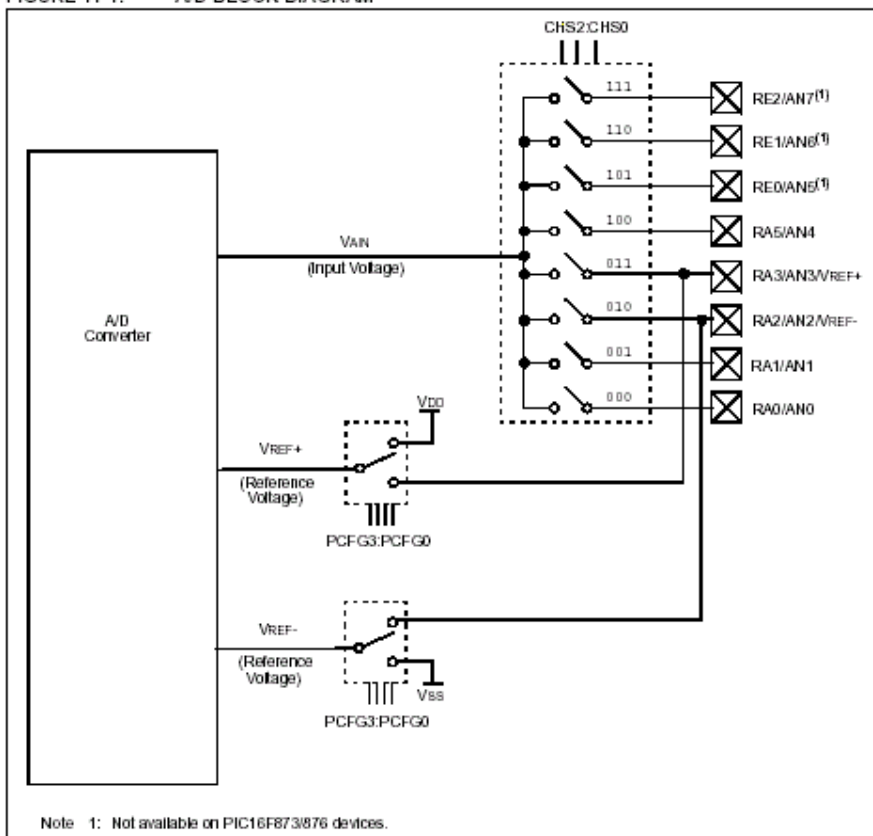 CHS2:CHS0
111
RE2/AN7(1)
110
RE1/AN6(1)
101
RE0/AN5(1)
100
RA5/AN4
VAIN
(Input Voltage)
011
RA3/AN3/VREF+
010
RA2/AN2/VREF-
A/D
Converter
001
RA1/AN1
000
RA0/AN0
VDD
VREF+
(Reference
Voltage)
PCFG3:PCFG0
VREF-
(Reference
Voltage)
VSS
PCFG3:PCFG0
Note 1: Not available on PIC16F873/876 devices.